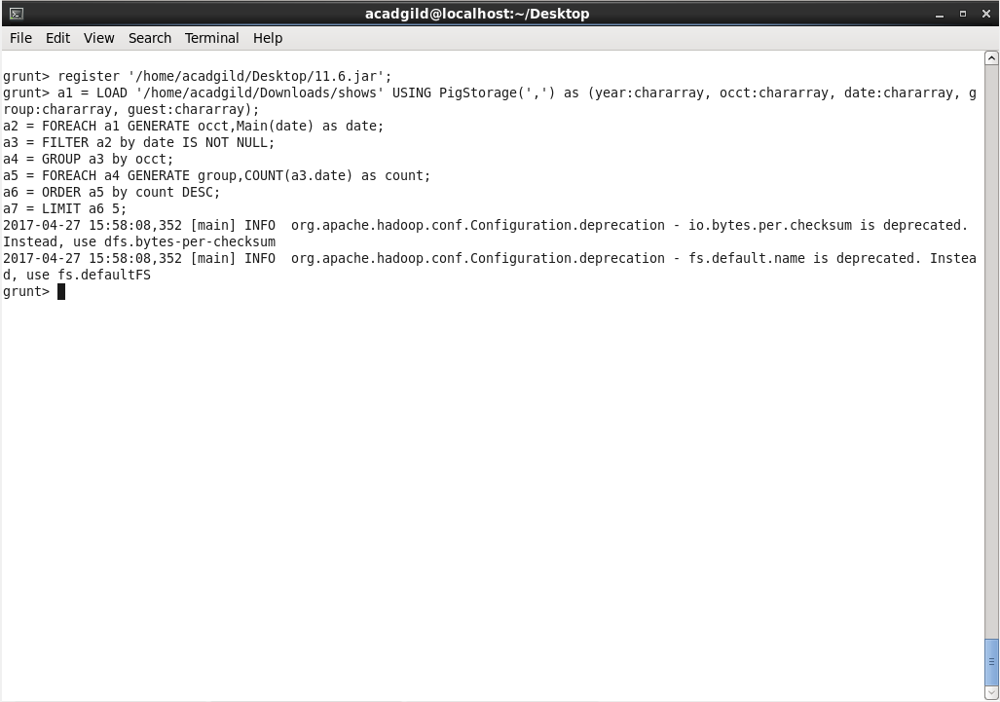 acadgild@localhost:~/Desktop
File Edit View Search Terminal Help
grunt> register '/home/acadgild/Desktop/11.6.jar';
grunt> a1 = LOAD '/home/acadgild/Downloads/shows' USING PigStorage(',') as (year:chararray, occt:chararray, date:chararray, g
roup:chararray, guest:chararray);
a2 = FOREACH a1 GENERATE occt,Main(date) as date;
a3 = FILTER a2 by date IS NOT NULL;
a4 = GROUP a3 by occt;
a5 = FOREACH a4 GENERATE group,COUNT(a3.date) as count;
a6 = ORDER a5 by count DESC;
a7 = LIMIT a6 5;
2017-04-27 15:58:08,352 [main] INFO  org.apache.hadoop.conf.Configuration.deprecation - io.bytes.per.checksum is deprecated.
Instead, use dfs.bytes-per-checksum
2017-04-27 15:58:08,352 [main] INFO  org.apache.hadoop.conf.Configuration.deprecation - fs.default.name is deprecated. Instea
d, use fs.defaultFS
grunt>